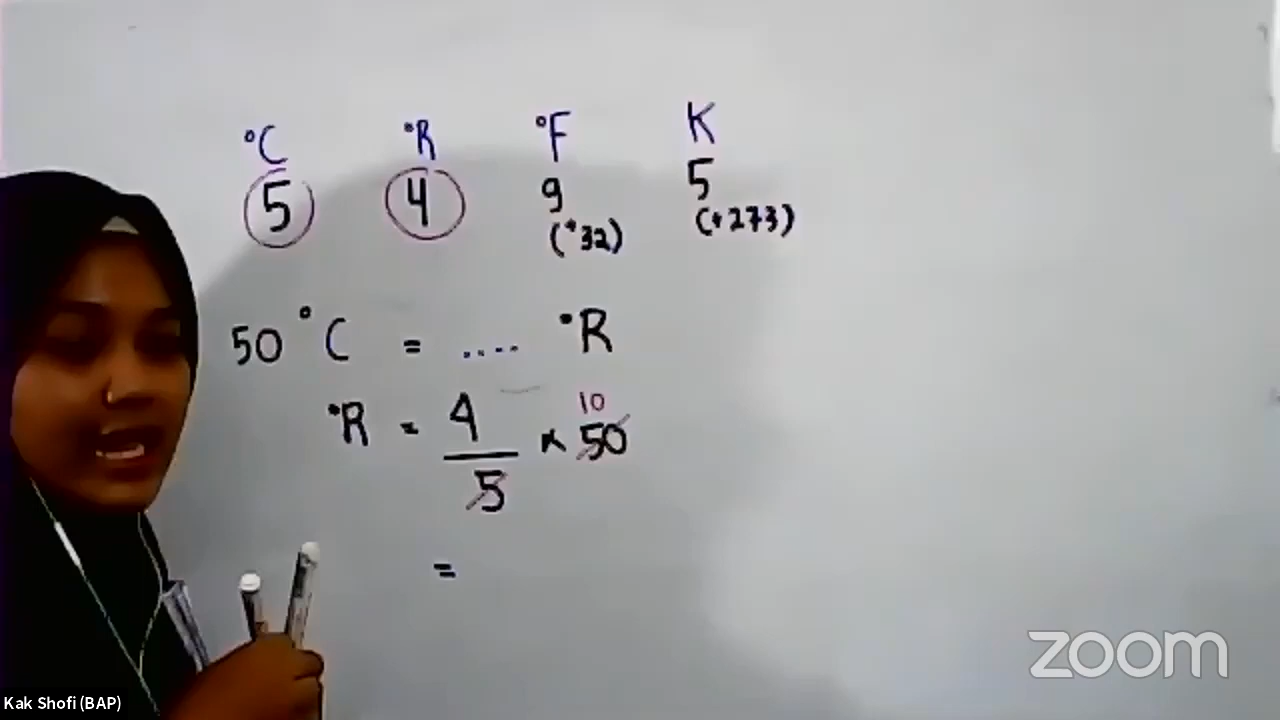 °C °R °F K
5 4 9 5
(+32) (+273)
50 °C = .... °R
10
°R = 4/5 × 50
=
zoom
Kak Shofi (BAP)